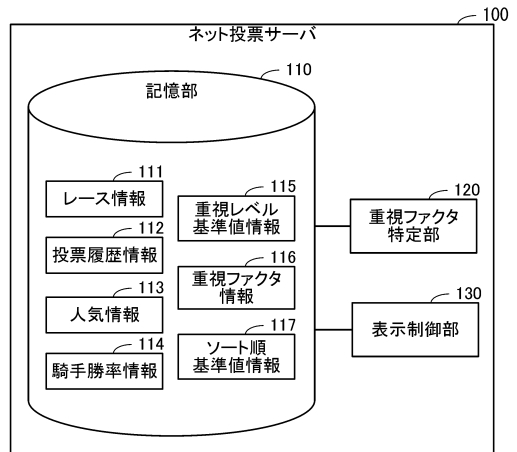 100
ネット投票サーバ
110
記憶部
111
レース情報
112
投票履歴情報
113
人気情報
114
騎手勝率情報
115
重視レベル
基準値情報
116
重視ファクタ
情報
117
ソート順
基準値情報
120
重視ファクタ
特定部
130
表示制御部